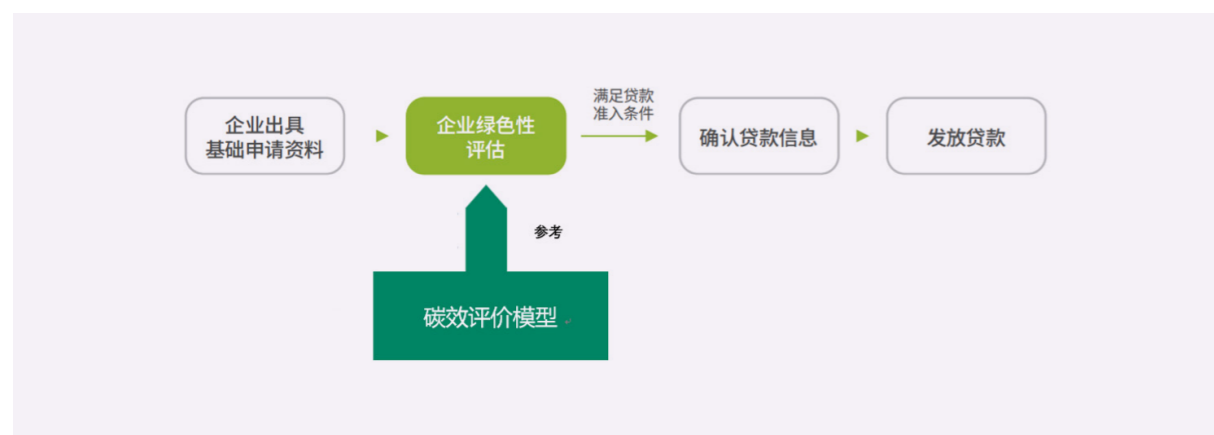 企业出具
基础申请资料
企业绿色性
评估
满足贷款
准入条件
确认贷款信息
发放贷款
参考
碳效评价模型